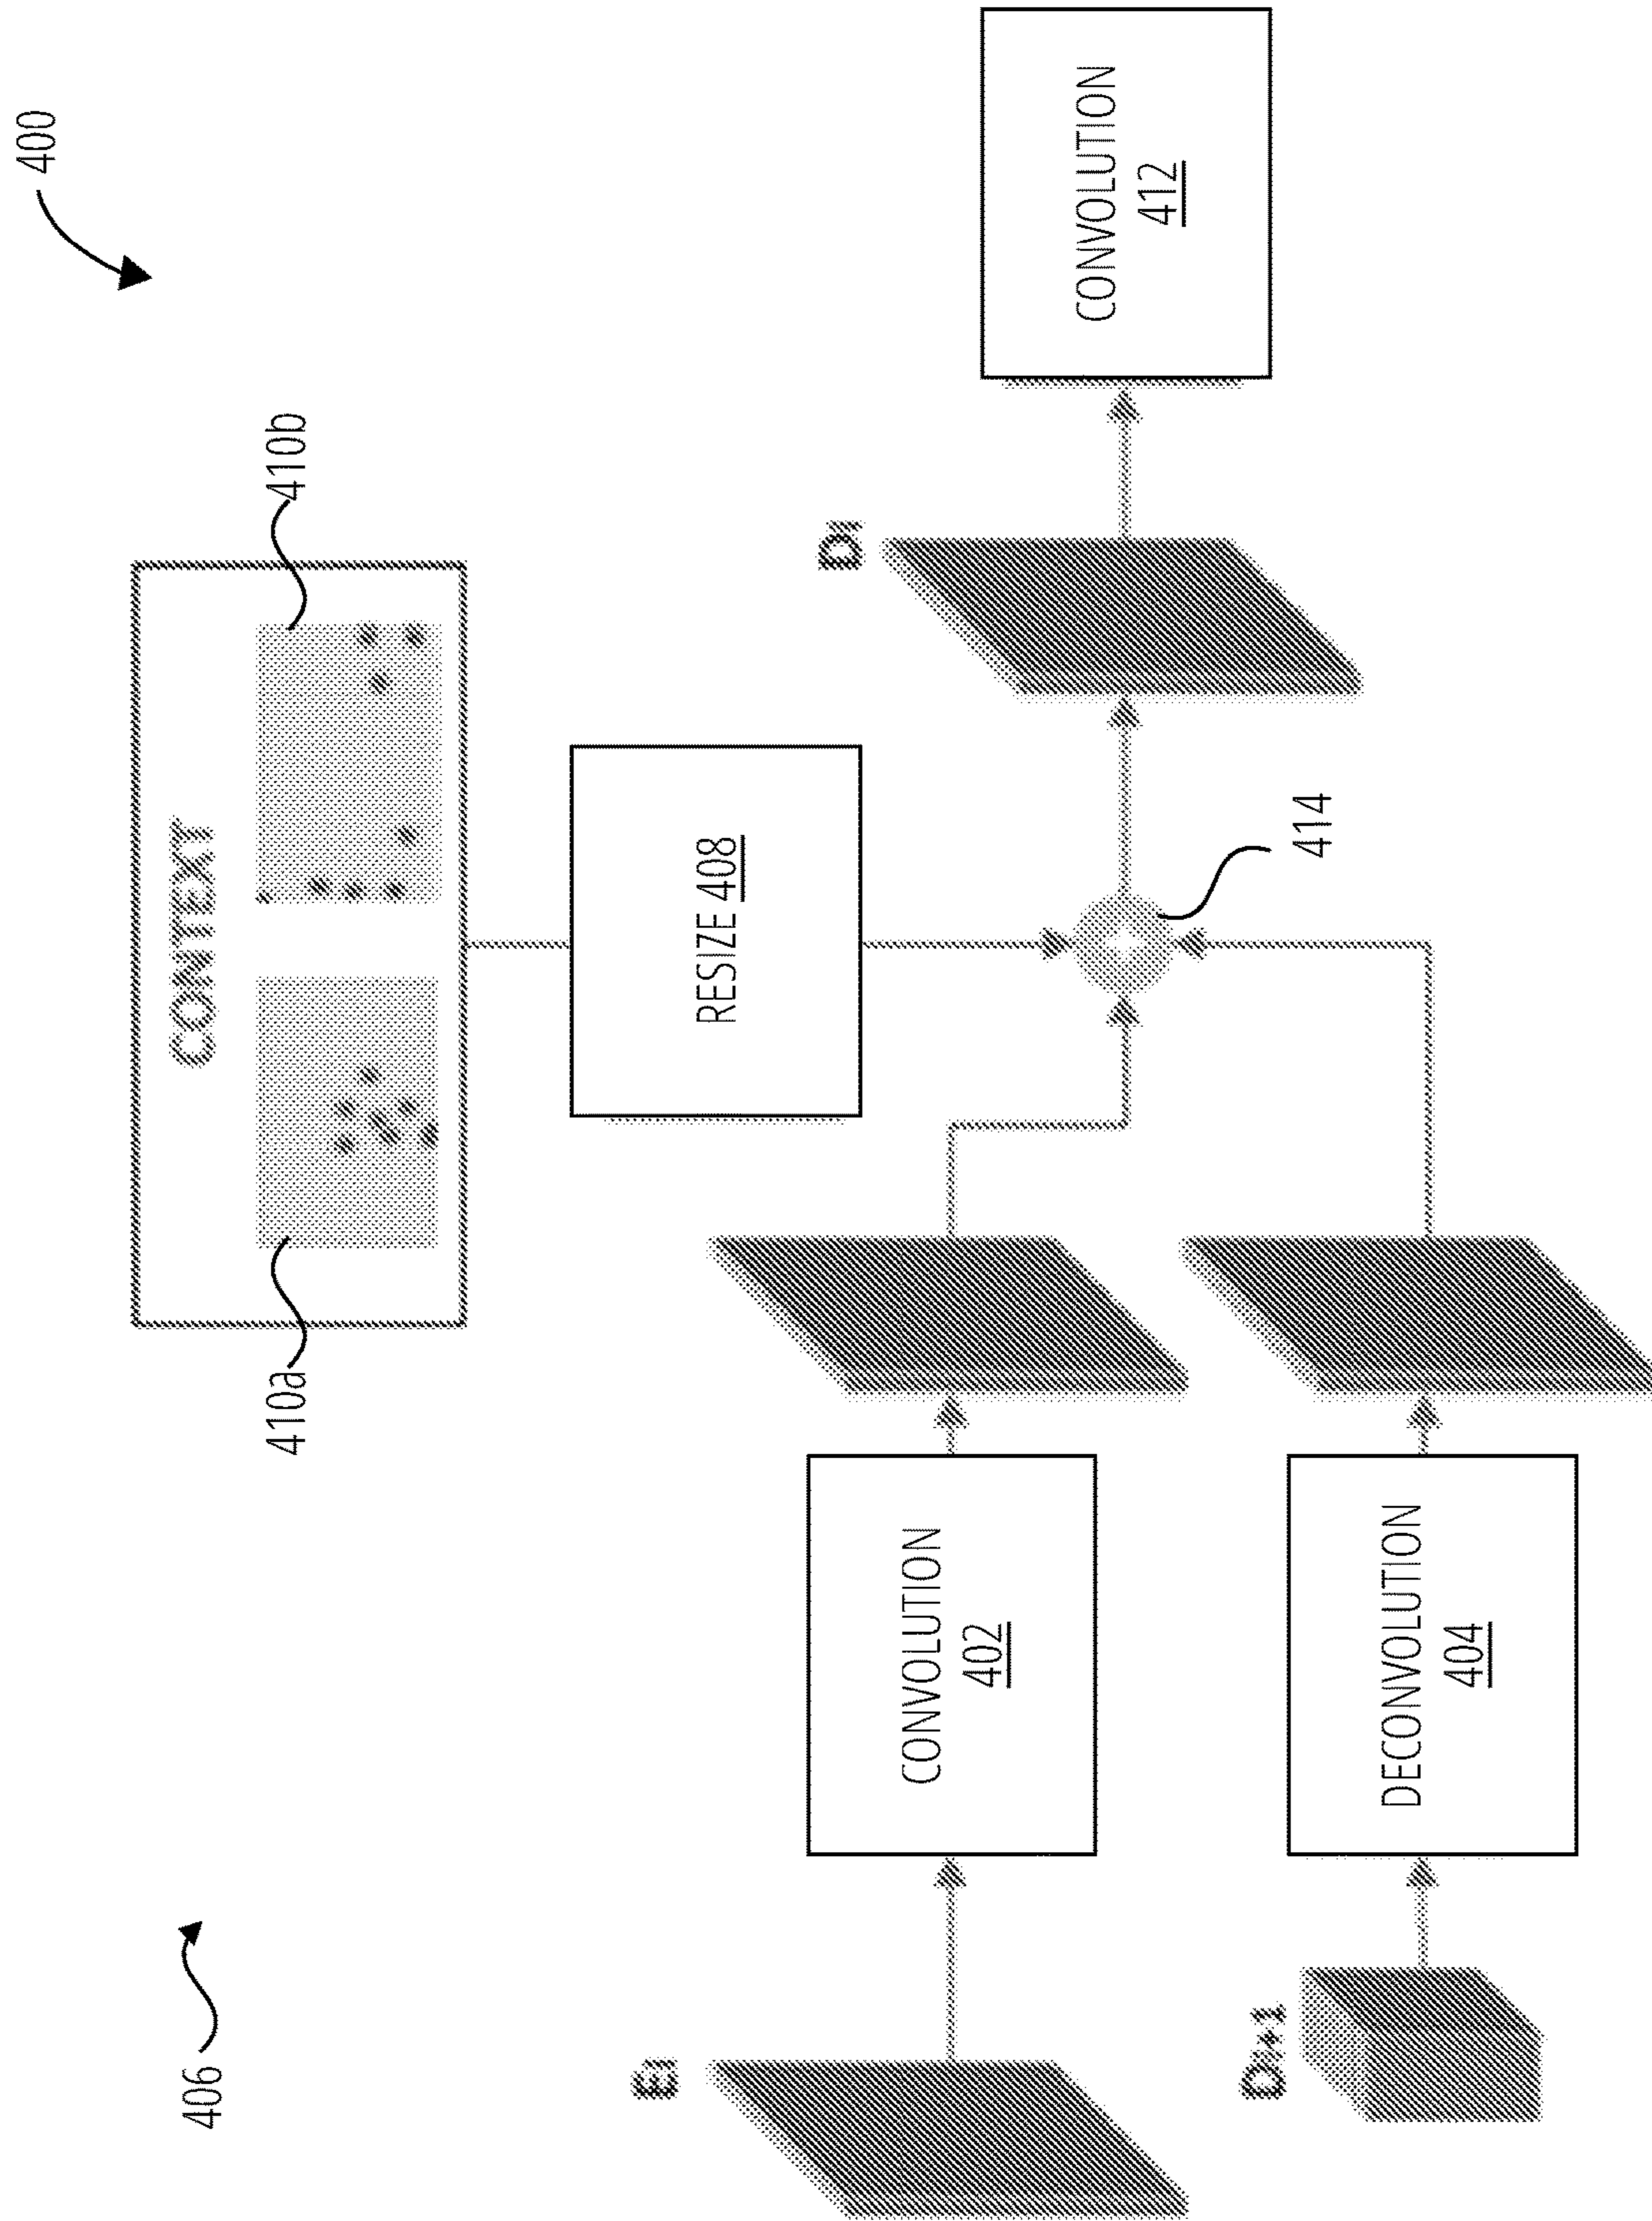 400
406
CONTEXT
410a
410b
RESIZE 408
Ei
CONVOLUTION
402
Di
CONVOLUTION
412
414
Di+1
DECONVOLUTION
404